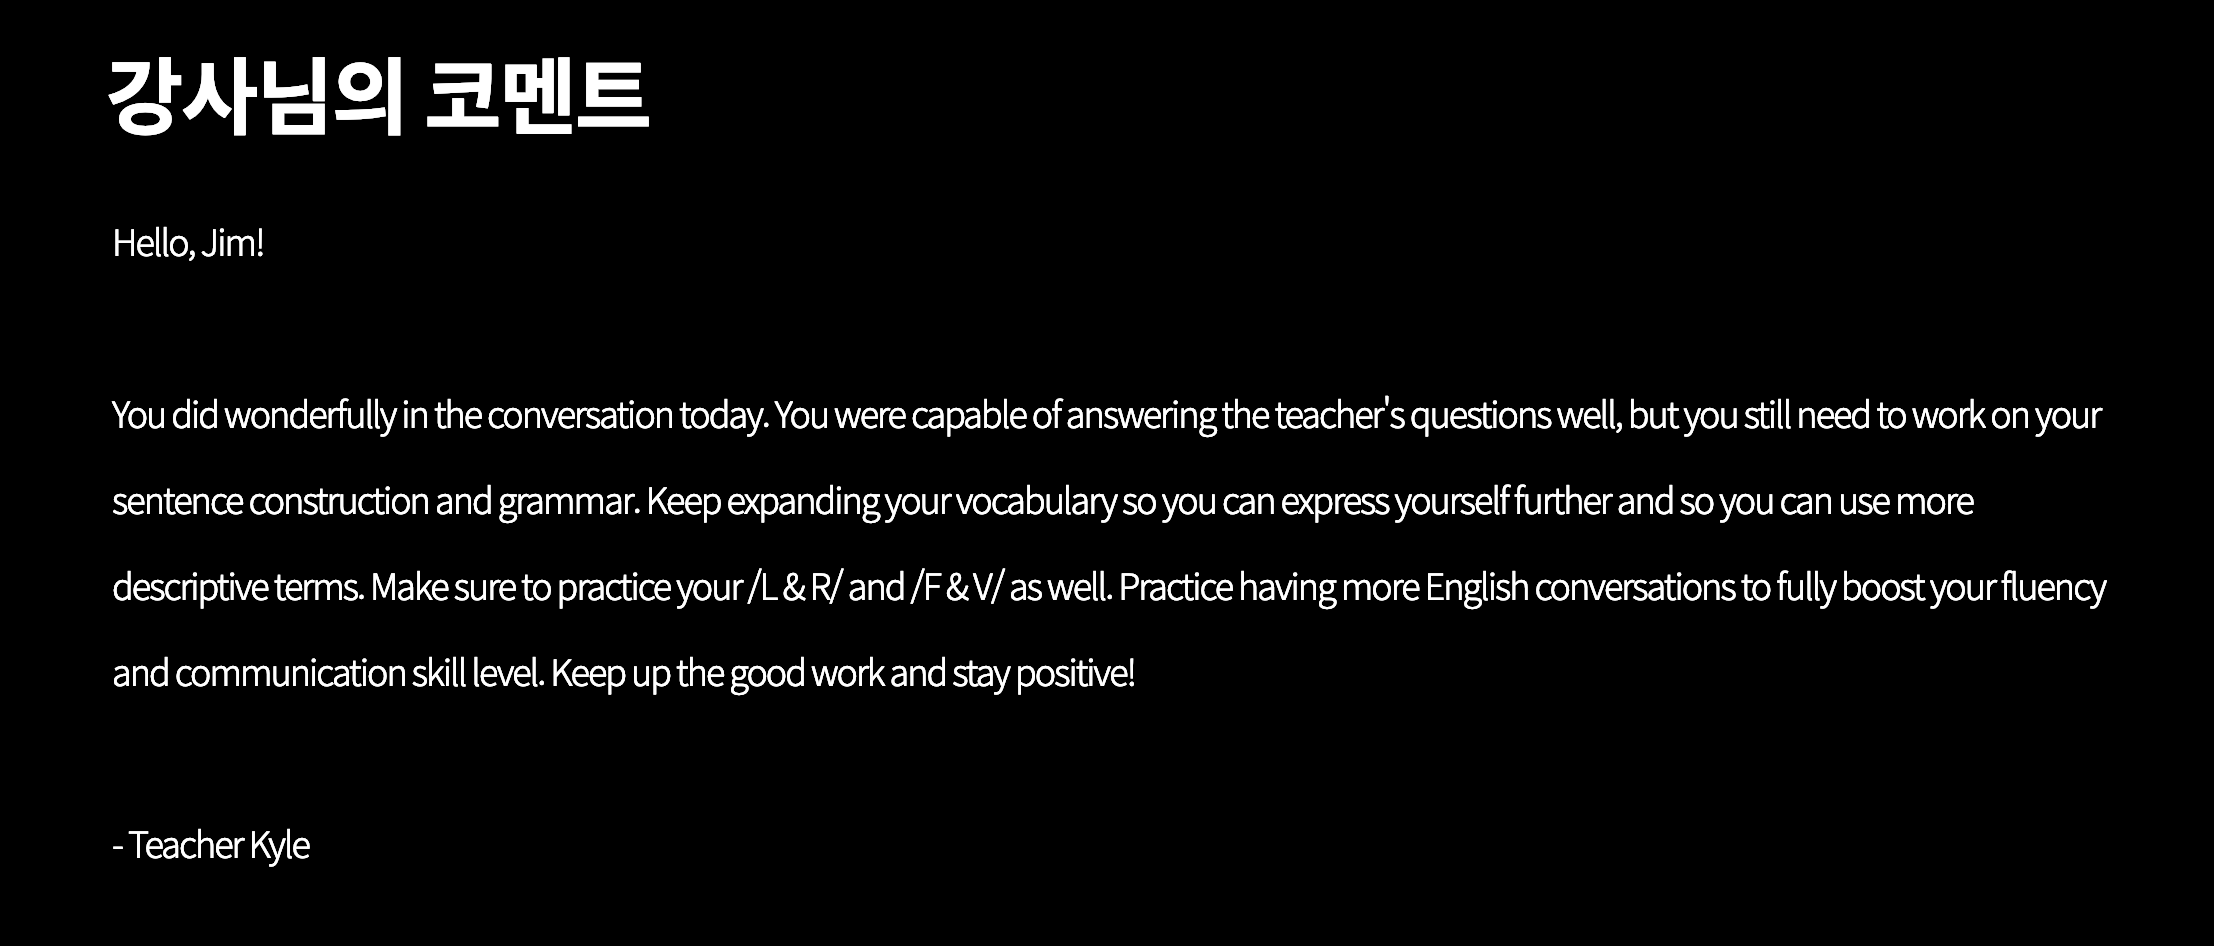 강사님의 코멘트
Hello, Jim!
You did wonderfully in the conversation today. You were capable of answering the teacher's questions well, but you still need to work on your
sentence construction and grammar. Keep expanding your vocabulary so you can express yourself further and so you can use more
descriptive terms. Make sure to practice your /L & R/ and /F & V/ as well. Practice having more English conversations to fully boost your fluency
and communication skill level. Keep up the good work and stay positive!
- Teacher Kyle